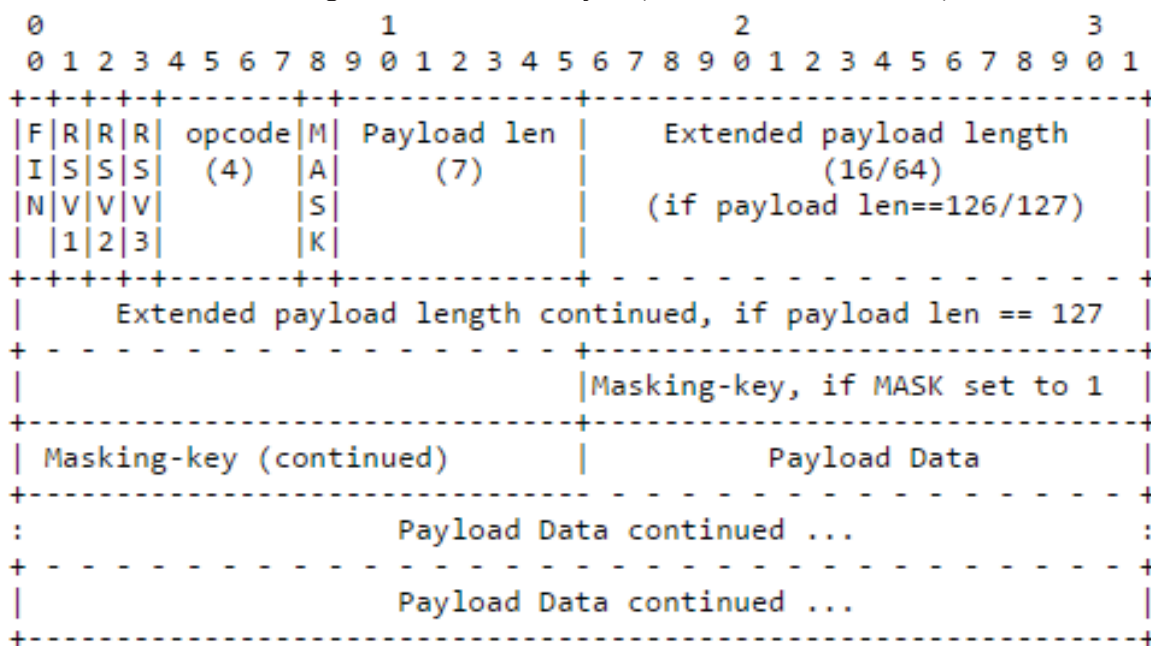 0                   1                   2                   3
 0 1 2 3 4 5 6 7 8 9 0 1 2 3 4 5 6 7 8 9 0 1 2 3 4 5 6 7 8 9 0 1
+-+-+-+-+-------+-+-------------+-------------------------------+
|F|R|R|R| opcode|M| Payload len |    Extended payload length    |
|I|S|S|S|  (4)  |A|     (7)     |             (16/64)           |
|N|V|V|V|       |S|             |   (if payload len==126/127)   |
| |1|2|3|       |K|             |                               |
+-+-+-+-+-------+-+-------------+ - - - - - - - - - - - - - - - +
|     Extended payload length continued, if payload len == 127  |
+ - - - - - - - - - - - - - - - +-------------------------------+
|                               |Masking-key, if MASK set to 1  |
+-------------------------------+-------------------------------+
| Masking-key (continued)       |          Payload Data         |
+-------------------------------- - - - - - - - - - - - - - - - +
:                     Payload Data continued ...                :
+ - - - - - - - - - - - - - - - - - - - - - - - - - - - - - - - +
|                     Payload Data continued ...                |
+---------------------------------------------------------------+